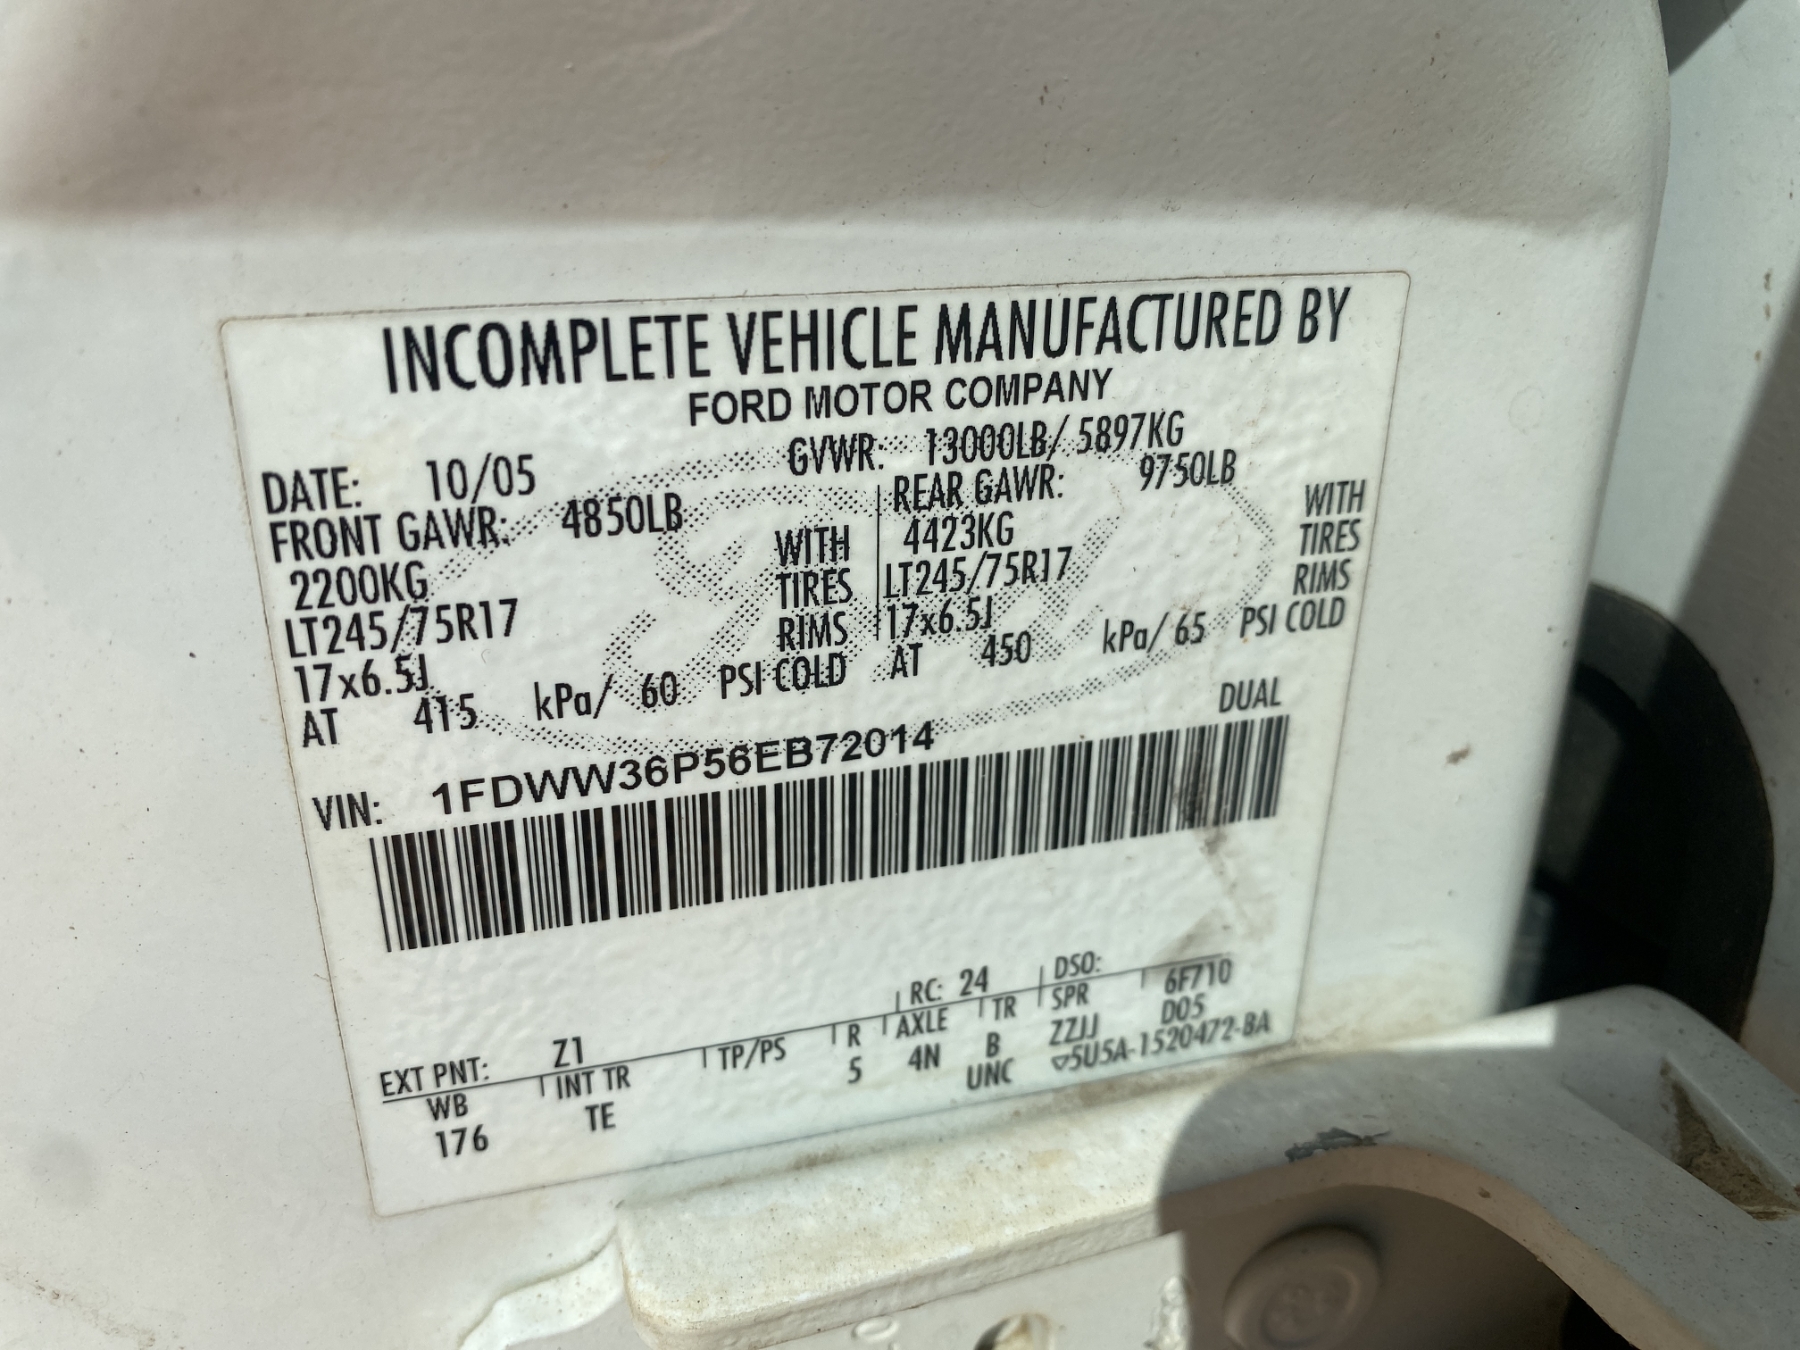 INCOMPLETE VEHICLE MANUFACTURED BY
FORD MOTOR COMPANY
DATE: 10/05 GVWR: 13000LB/ 5897KG
FRONT GAWR: 4850LB REAR GAWR: 9750LB
2200KG WITH 4423KG WITH
LT245/75R17 TIRES LT245/75R17 TIRES
17x6.5J RIMS 17x6.5J RIMS
AT 415 kPa/ 60 PSI COLD AT 450 kPa/ 65 PSI COLD
DUAL
VIN: 1FDWW36P56EB72014
EXT PNT: Z1 RC: 24 DSO:
WB INT TR TP/PS R AXLE TR SPR 6F710
176 TE 5 4N B ZZJJ D05
UNC ▽5U5A-1520472-BA